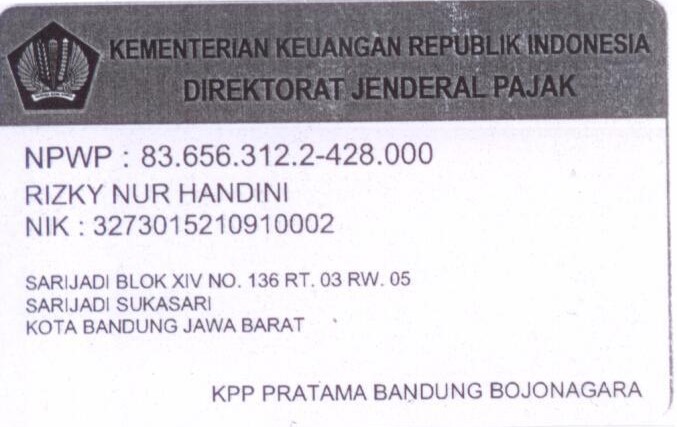 KEMENTERIAN KEUANGAN REPUBLIK INDONESIA
DIREKTORAT JENDERAL PAJAK
NPWP : 83.656.312.2-428.000
RIZKY NUR HANDINI
NIK : 3273015210910002
SARIJADI BLOK XIV NO. 136 RT. 03 RW. 05
SARIJADI SUKASARI
KOTA BANDUNG JAWA BARAT
KPP PRATAMA BANDUNG BOJONAGARA